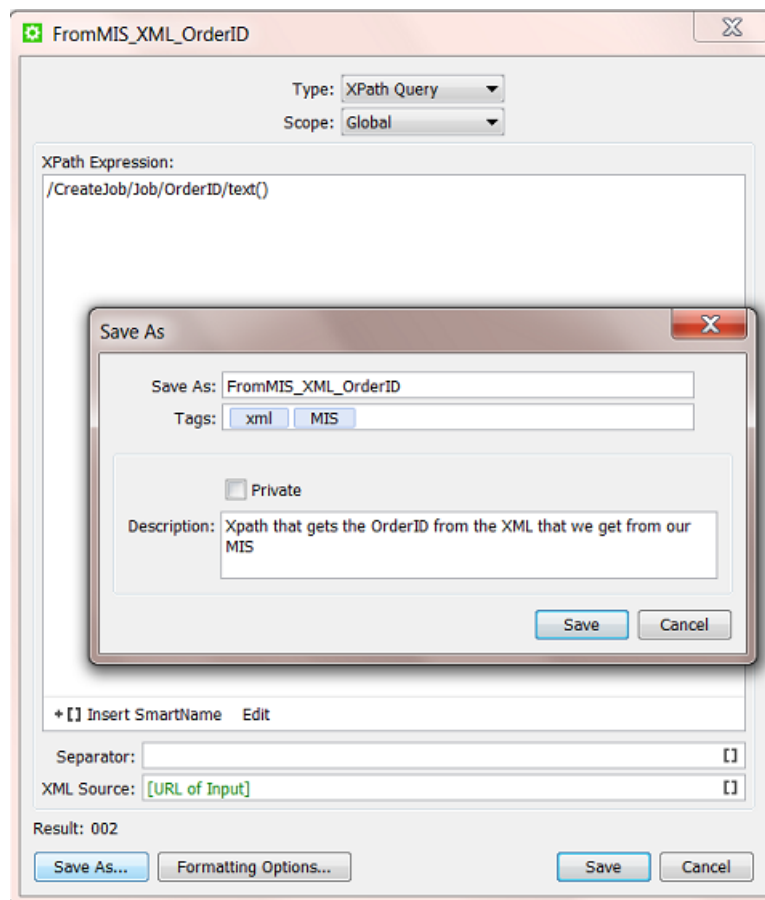 FromMIS_XML_OrderID
Type: XPath Query
Scope: Global
XPath Expression:
/CreateJob/Job/OrderID/text()
Save As
Save As: FromMIS_XML_OrderID
Tags: xml MIS
Private
Description: Xpath that gets the OrderID from the XML that we get from our
MIS
Save Cancel
+[] Insert SmartName Edit
Separator: []
XML Source: [URL of Input] []
Result: 002
Save As... Formatting Options... Save Cancel